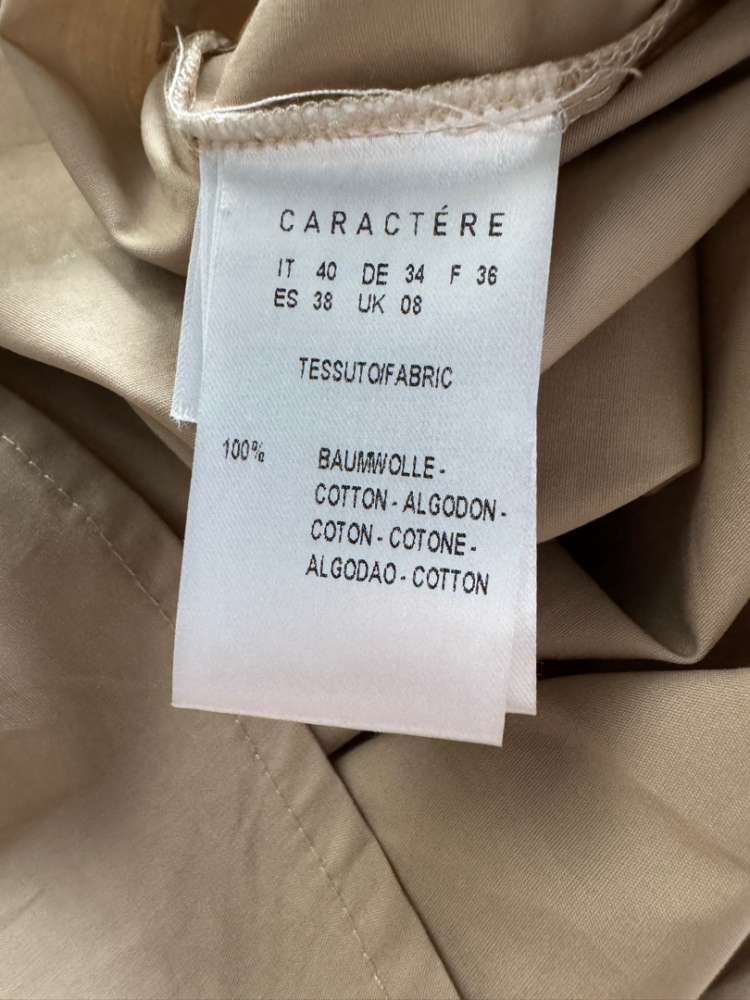 CARACTÉRE
IT 40 DE 34 F 36
ES 38 UK 08
TESSUTO/FABRIC
100% BAUMWOLLE-
COTTON - ALGODON -
COTON - COTONE -
ALGODAO - COTTON